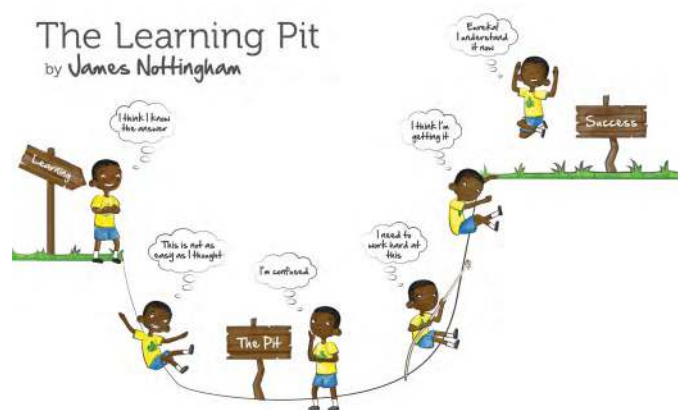 The Learning Pit
by James Nottingham
Eureka!
I understand
it now
I think I know
the answer
I think I'm
getting it
Success
Learning
This is not as
easy as I thought
I'm confused
I need to
work hard at
this
The Pit